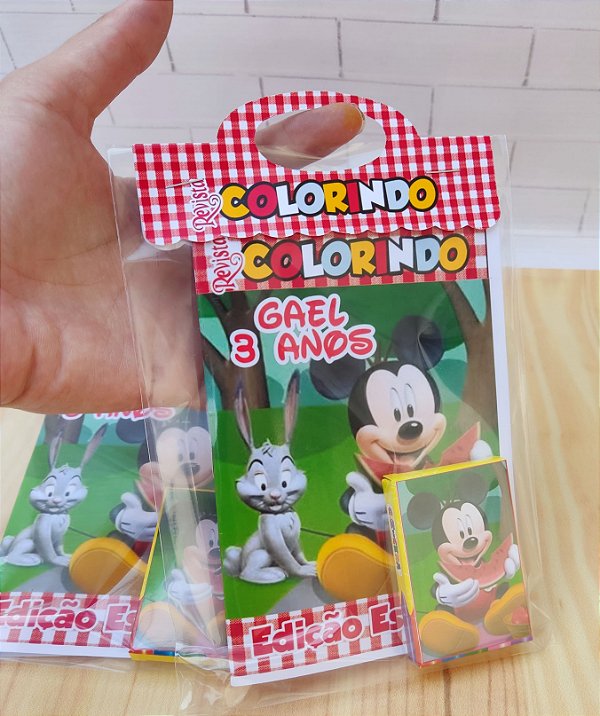 Revista
COLORINDO
Revista
COLORINDO
GAEL
3 ANOS
Edição Es
3 ANOS
Edição Es